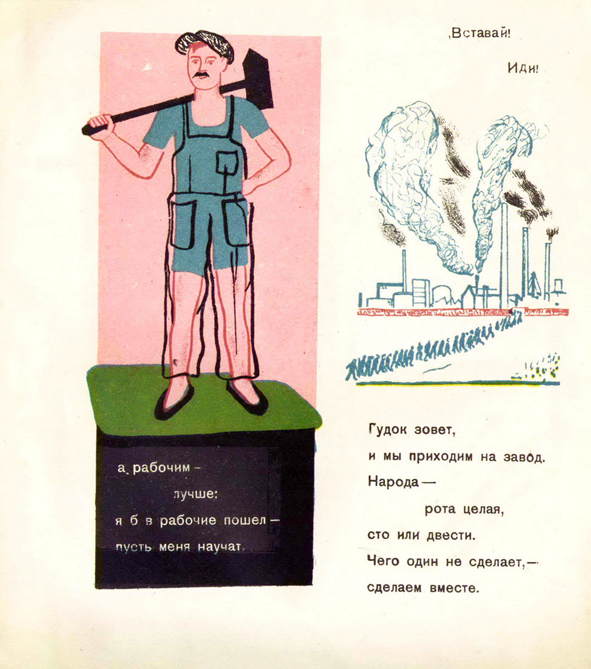 а рабочим —
лучше:
я б в рабочие пошел —
пусть меня научат.
Вставай!
Иди!
Гудок зовет,
и мы приходим на завод.
Народа —
рота целая,
сто или двести.
Чего один не сделает,—
сделаем вместе.